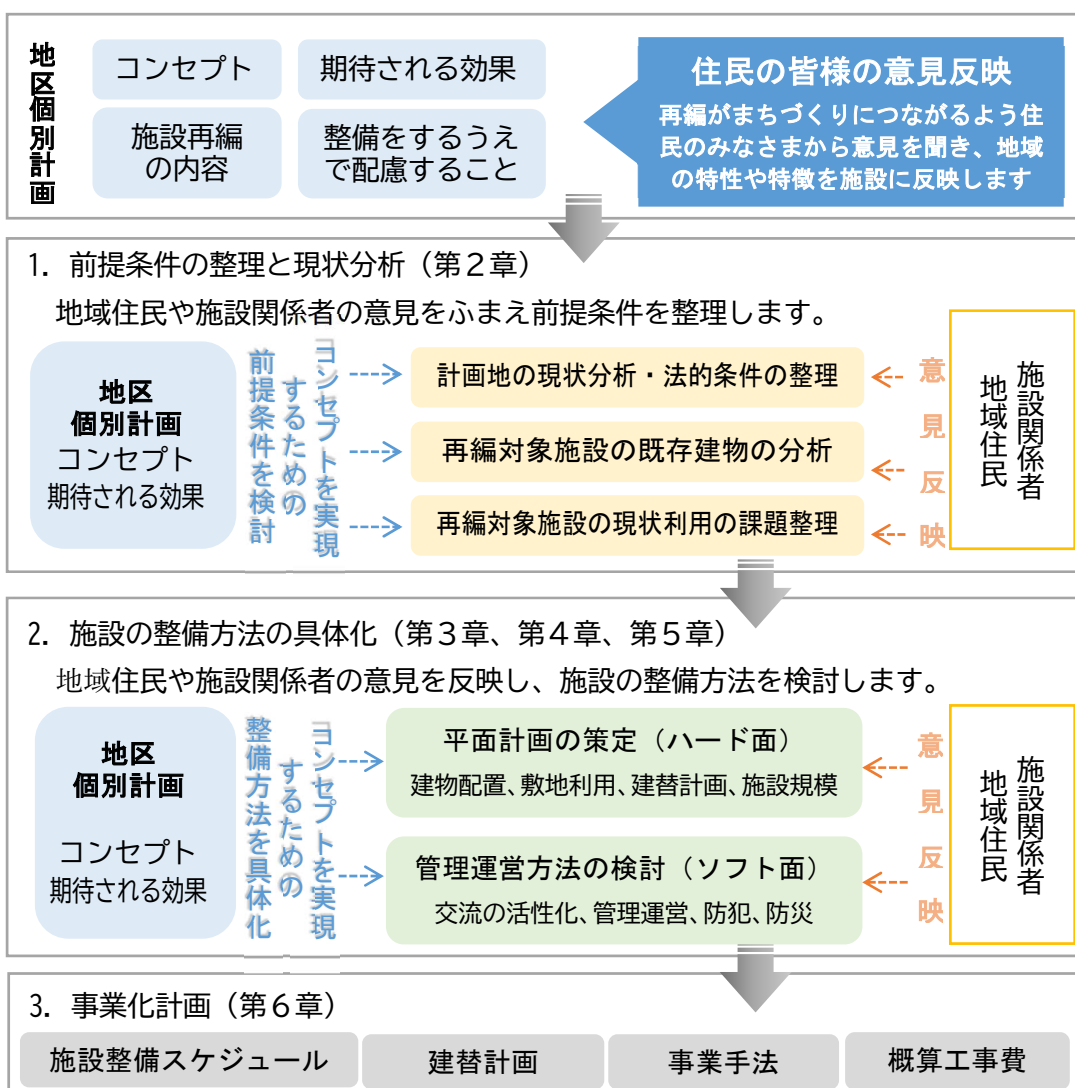 地区個別計画
コンセプト
期待される効果
施設再編
の内容
整備をするうえ
で配慮すること
住民の皆様の意見反映
再編がまちづくりにつながるよう住
民のみなさまから意見を聞き、地域
の特性や特徴を施設に反映します
1. 前提条件の整理と現状分析（第２章）
地域住民や施設関係者の意見をふまえ前提条件を整理します。
地区
個別計画
コンセプト
期待される効果
コンセプトを実現
するための
前提条件を検討
計画地の現状分析・法的条件の整理
再編対象施設の既存建物の分析
再編対象施設の現状利用の課題整理
意見反映
施設関係者
地域住民
2. 施設の整備方法の具体化（第３章、第４章、第５章）
地域住民や施設関係者の意見を反映し、施設の整備方法を検討します。
地区
個別計画
コンセプト
期待される効果
コンセプトを実現
するための
整備方法を具体化
平面計画の策定（ハード面）
建物配置、敷地利用、建替計画、施設規模
管理運営方法の検討（ソフト面）
交流の活性化、管理運営、防犯、防災
意見反映
施設関係者
地域住民
3. 事業化計画（第６章）
施設整備スケジュール
建替計画
事業手法
概算工事費